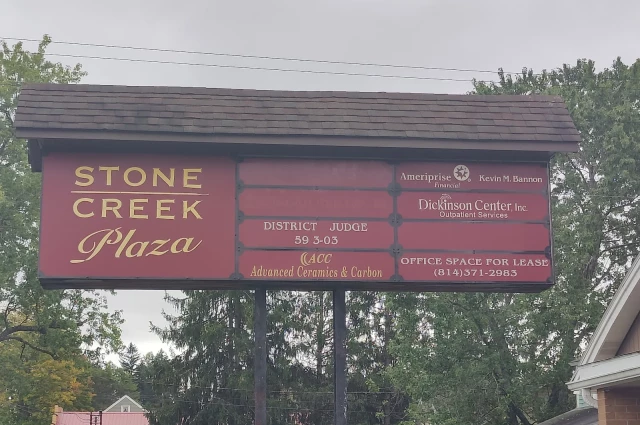 STONE
CREEK
Plaza
DISTRICT JUDGE
59 3-03
ACC
Advanced Ceramics & Carbon
Ameriprise
Financial
Kevin M. Bannon
Dickinson Center, Inc.
Outpatient Services
OFFICE SPACE FOR LEASE
(814)371-2983